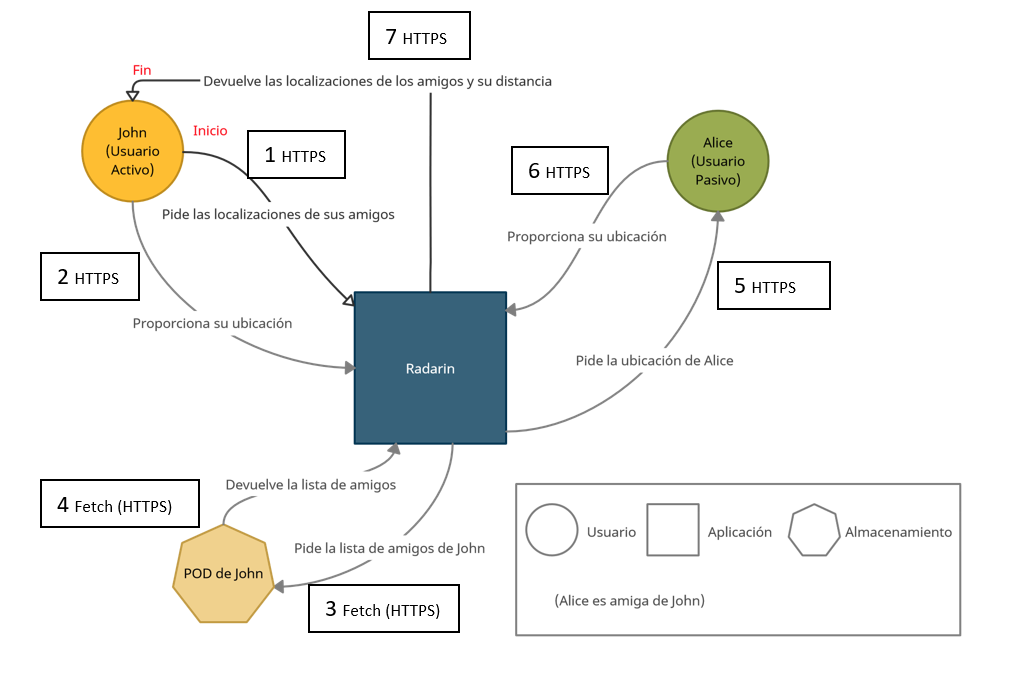 7 HTTPS
Fin
Devuelve las localizaciones de los amigos y su distancia
John
(Usuario
Activo)
Inicio
1 HTTPS
Pide las localizaciones de sus amigos
6 HTTPS
Alice
(Usuario
Pasivo)
Proporciona su ubicación
2 HTTPS
5 HTTPS
Proporciona su ubicación
Radarin
Pide la ubicación de Alice
4 Fetch (HTTPS)
Devuelve la lista de amigos
Pide la lista de amigos de John
POD de John
3 Fetch (HTTPS)
Usuario
Aplicación
Almacenamiento
(Alice es amiga de John)